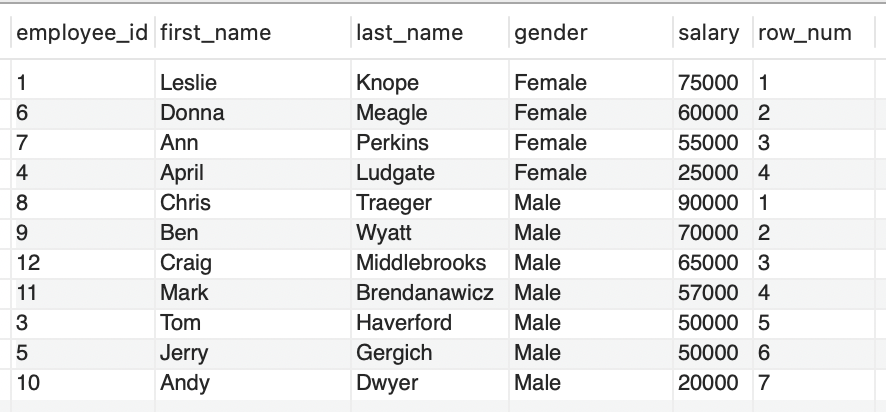 employee_id first_name last_name gender salary row_num
1 Leslie Knope Female 75000 1
6 Donna Meagle Female 60000 2
7 Ann Perkins Female 55000 3
4 April Ludgate Female 25000 4
8 Chris Traeger Male 90000 1
9 Ben Wyatt Male 70000 2
12 Craig Middlebrooks Male 65000 3
11 Mark Brendanawicz Male 57000 4
3 Tom Haverford Male 50000 5
5 Jerry Gergich Male 50000 6
10 Andy Dwyer Male 20000 7